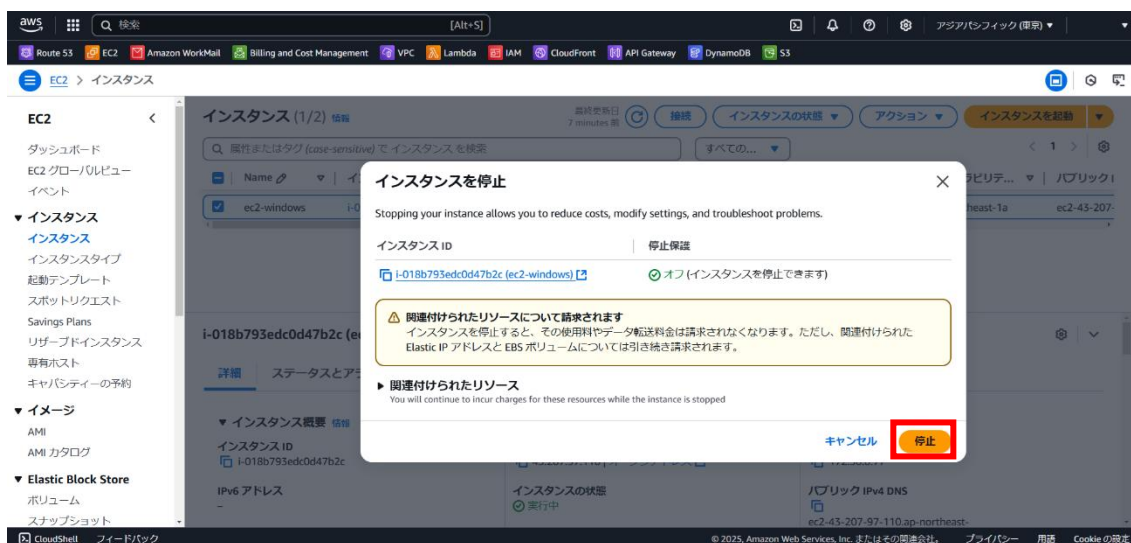 aws
検索
[Alt+S]
アジアパシフィック (東京) ▼
Route 53
EC2
Amazon WorkMail
Billing and Cost Management
VPC
Lambda
IAM
CloudFront
API Gateway
DynamoDB
S3
EC2 > インスタンス
EC2
ダッシュボード
EC2 グローバルビュー
イベント
▼ インスタンス
インスタンス
インスタンスタイプ
起動テンプレート
スポットリクエスト
Savings Plans
リザーブドインスタンス
専有ホスト
キャパシティーの予約
▼ イメージ
AMI
AMI カタログ
▼ Elastic Block Store
ボリューム
スナップショット
インスタンス (1/2) 情報
最終更新日
7 minutes 前
接続
インスタンスの状態 ▼
アクション ▼
インスタンスを起動 ▼
属性またはタグ (case-sensitive) で インスタンス を検索
すべての... ▼
1
Name
ラビリテ...
パブリック
ec2-windows
heast-1a
ec2-43-207-
インスタンスを停止
Stopping your instance allows you to reduce costs, modify settings, and troubleshoot problems.
インスタンス ID
停止保護
i-018b793edc0d47b2c (ec2-windows)
オフ (インスタンスを停止できます)
関連付けられたリソースについて請求されます
インスタンスを停止すると、その使用料やデータ転送料金は請求されなくなります。ただし、関連付けられた
Elastic IP アドレスと EBS ボリュームについては引き続き請求されます。
▶ 関連付けられたリソース
You will continue to incur charges for these resources while the instance is stopped
キャンセル
停止
i-018b793edc0d47b2c (e
詳細
ステータスとア
▼ インスタンス概要 情報
インスタンス ID
i-018b793edc0d47b2c
IPv6 アドレス
–
インスタンスの状態
実行中
パブリック IPv4 DNS
ec2-43-207-97-110.ap-northeast-
CloudShell
フィードバック
© 2025, Amazon Web Services, Inc. またはその関連会社。
プライバシー
用語
Cookie の設定